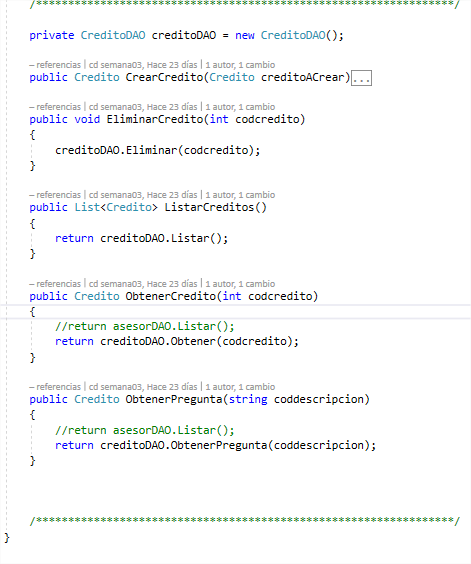 /*****************************************************************/
private CreditoDAO creditoDAO = new CreditoDAO();
– referencias | cd semana03, Hace 23 días | 1 autor, 1 cambio
public Credito CrearCredito(Credito creditoACrear)...
– referencias | cd semana03, Hace 23 días | 1 autor, 1 cambio
public void EliminarCredito(int codcredito)
{
creditoDAO.Eliminar(codcredito);
}
– referencias | cd semana03, Hace 23 días | 1 autor, 1 cambio
public List<Credito> ListarCreditos()
{
return creditoDAO.Listar();
}
– referencias | cd semana03, Hace 23 días | 1 autor, 1 cambio
public Credito ObtenerCredito(int codcredito)
{
//return asesorDAO.Listar();
return creditoDAO.Obtener(codcredito);
}
– referencias | cd semana03, Hace 23 días | 1 autor, 1 cambio
public Credito ObtenerPregunta(string coddescripcion)
{
//return asesorDAO.Listar();
return creditoDAO.ObtenerPregunta(coddescripcion);
}
/*****************************************************************/
}